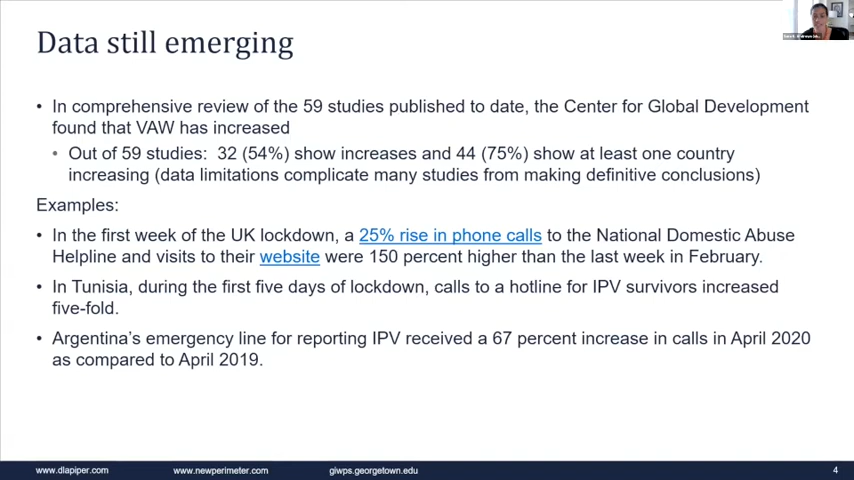 Data still emerging
• In comprehensive review of the 59 studies published to date, the Center for Global Development
found that VAW has increased
• Out of 59 studies: 32 (54%) show increases and 44 (75%) show at least one country
increasing (data limitations complicate many studies from making definitive conclusions)
Examples:
• In the first week of the UK lockdown, a 25% rise in phone calls to the National Domestic Abuse
Helpline and visits to their website were 150 percent higher than the last week in February.
• In Tunisia, during the first five days of lockdown, calls to a hotline for IPV survivors increased
five-fold.
• Argentina's emergency line for reporting IPV received a 67 percent increase in calls in April 2020
as compared to April 2019.
www.dlapiper.com www.newperimeter.com giwps.georgetown.edu 4